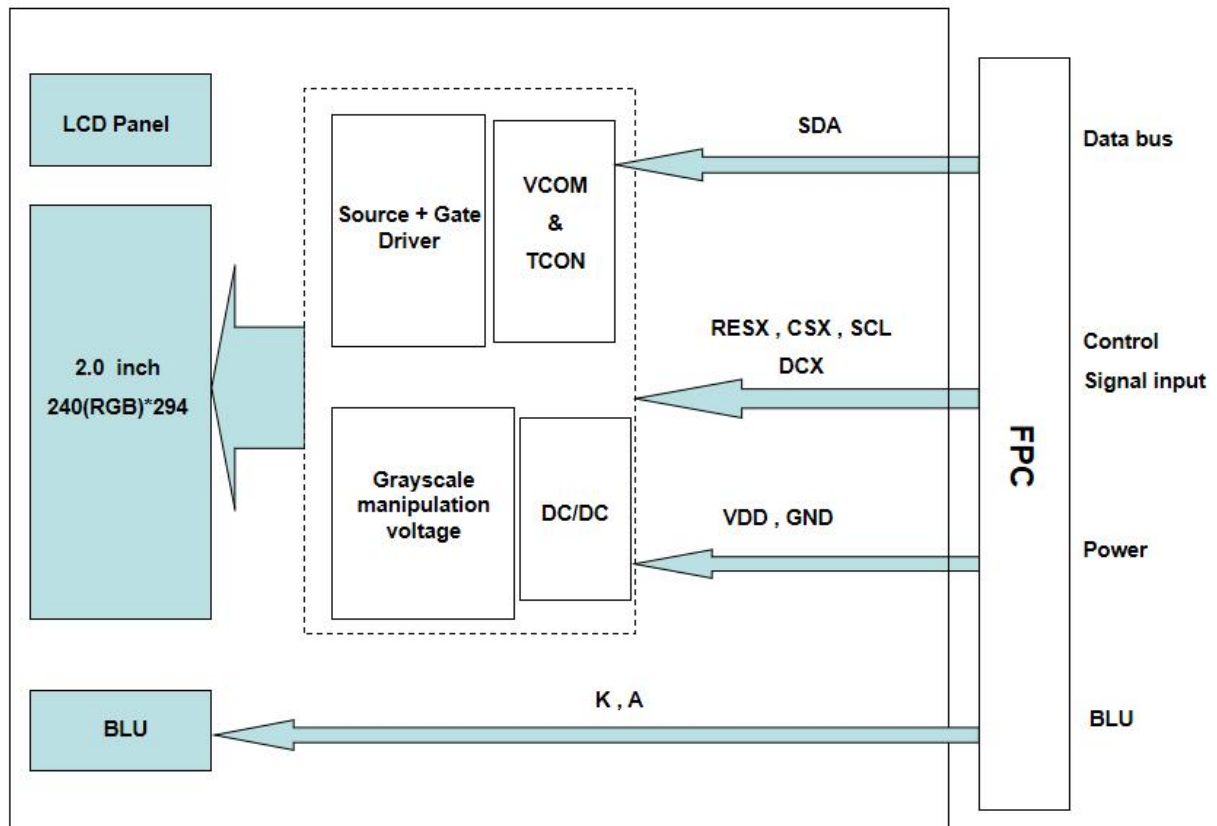 LCD Panel
2.0 inch
240(RGB)*294
BLU
Source + Gate
Driver
VCOM
&
TCON
Grayscale
manipulation
voltage
DC/DC
SDA
RESX , CSX , SCL
DCX
VDD , GND
K , A
FPC
Data bus
Control
Signal input
Power
BLU